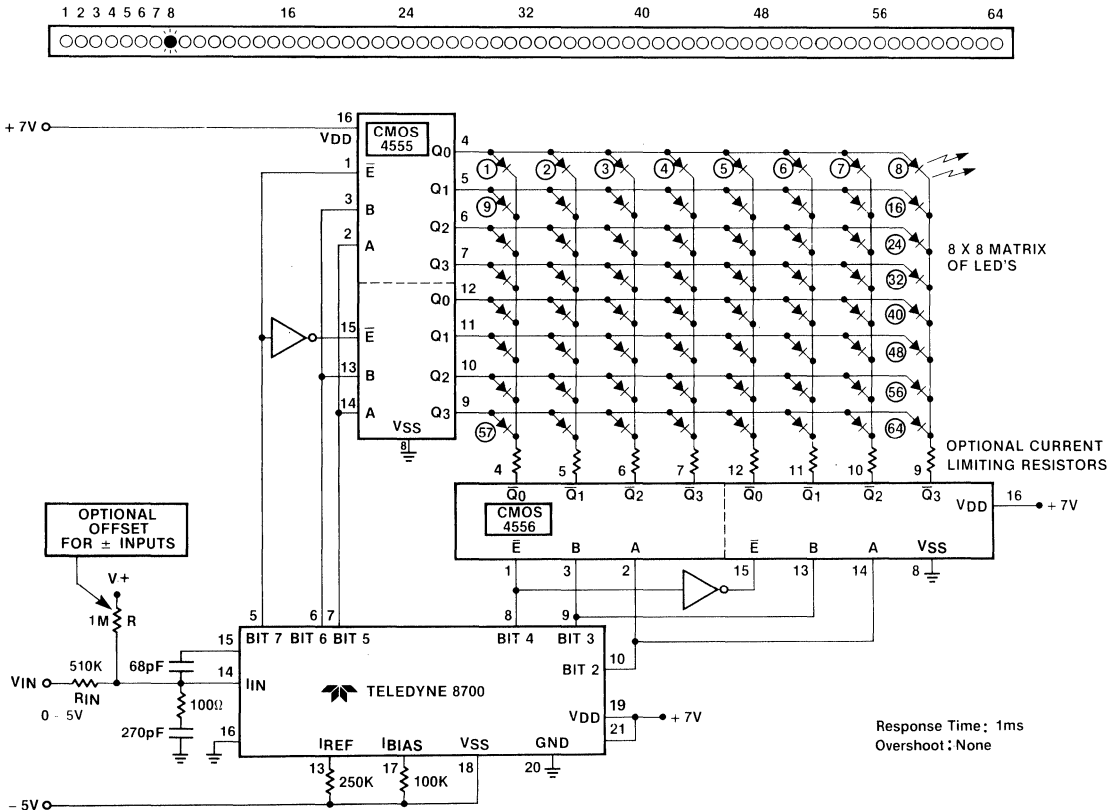 1 2 3 4 5 6 7 8 16 24 32 40 48 56 64
+7V
16
VDD
CMOS
4555
1
E̅
3
B
2
A
15
E̅
13
B
14
A
VSS
8
Q0 4
Q1 5
Q2 6
Q3 7
Q0 12
Q1 11
Q2 10
Q3 9
1 2 3 4 5 6 7 8
9 16
24
32
40
48
56
57 64
8 X 8 MATRIX
OF LED'S
OPTIONAL CURRENT
LIMITING RESISTORS
4 5 6 7 12 11 10 9
Q̅0 Q̅1 Q̅2 Q̅3 Q̅0 Q̅1 Q̅2 Q̅3
CMOS
4556
VDD 16 +7V
E̅ B A E̅ B A VSS
1 3 2 15 13 14 8
OPTIONAL
OFFSET
FOR ± INPUTS
V+
1M R
5 6 7 8 9
BIT 7 BIT 6 BIT 5 BIT 4 BIT 3
15
68pF
510K
VIN
RIN
0 - 5V
14
IIN
100Ω
270pF
16
TELEDYNE 8700
BIT 2 10
VDD 19
21
+7V
IREF IBIAS VSS GND
13 250K 17 100K 18 20
-5V
Response Time: 1ms
Overshoot: None